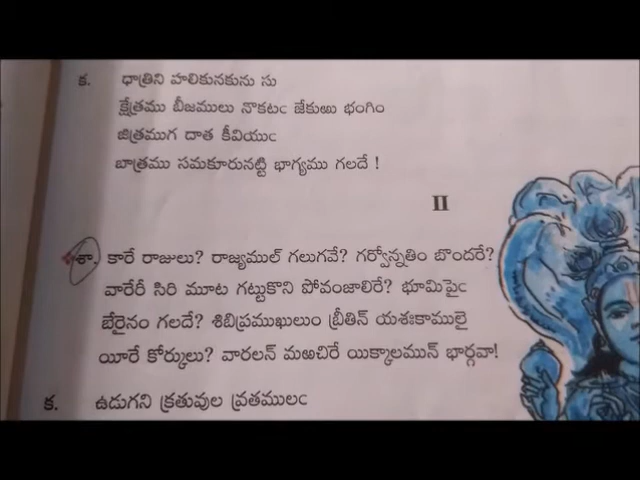 క. ధాత్రిని హలికునకును సు
క్షేత్రము బీజములు నొకటఁ జేకుఱు భంగిం
జిత్రముగ దాత కీవియుఁ
బాత్రము సమకూరునట్టి భాగ్యము గలదే !
II
శా. కారే రాజులు? రాజ్యముల్ గలుగవే? గర్వోన్నతిం బొందరే?
వారేరీ సిరి మూట గట్టుకొని పోవంజాలిరే? భూమిపైఁ
బేరైనం గలదే? శిబిప్రముఖులుం బ్రీతిన్ యశఃకాములై
యీరే కోర్కులు? వారలన్ మఱచిరే యిక్కాలమున్ భార్గవా!
క. ఉడుగని క్రతువుల వ్రతములఁ